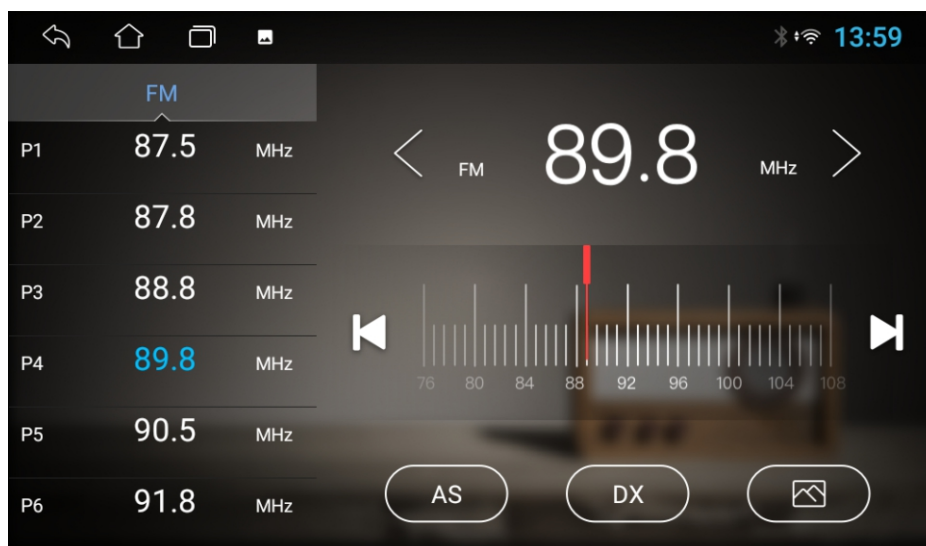 13:59
FM
P1 87.5 MHz
P2 87.8 MHz
P3 88.8 MHz
P4 89.8 MHz
P5 90.5 MHz
P6 91.8 MHz
FM 89.8 MHz
76 80 84 88 92 96 100 104 108
AS DX